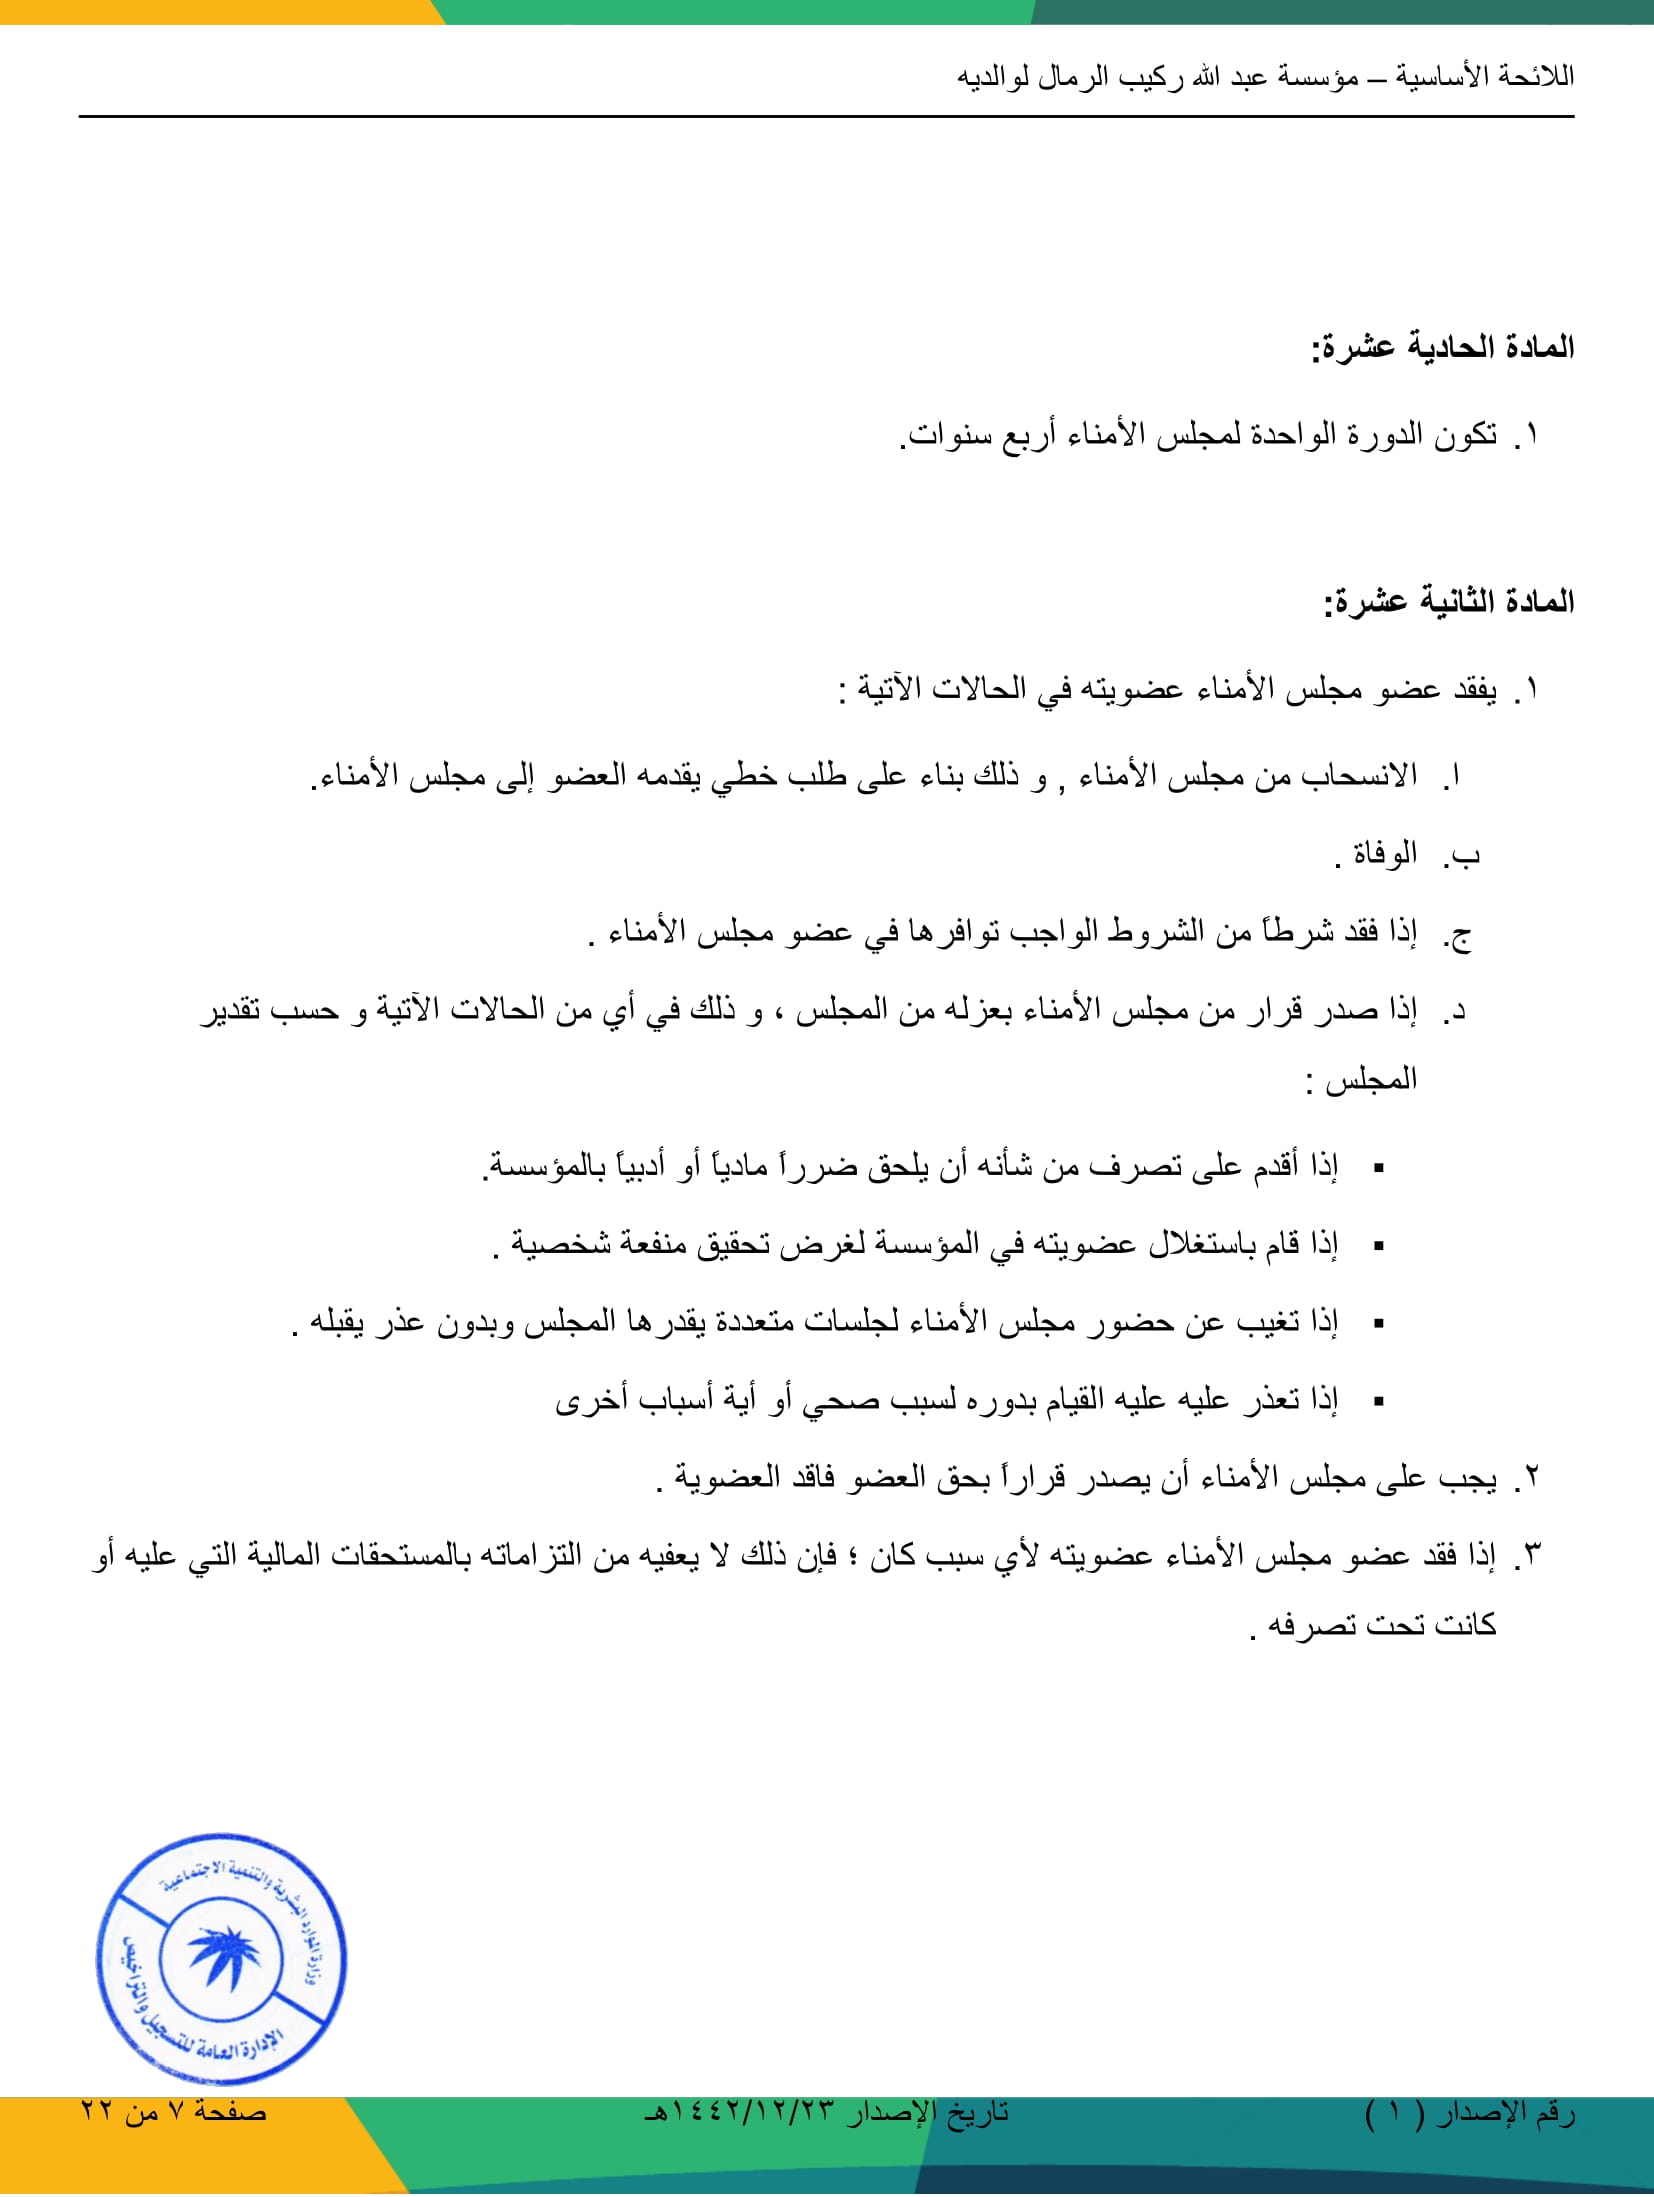 اللائحة الأساسية – مؤسسة عبد الله ركيب الرمال لوالديه
المادة الحادية عشرة:
١. تكون الدورة الواحدة لمجلس الأمناء أربع سنوات.
المادة الثانية عشرة:
١. يفقد عضو مجلس الأمناء عضويته في الحالات الآتية :
ا. الانسحاب من مجلس الأمناء , و ذلك بناء على طلب خطي يقدمه العضو إلى مجلس الأمناء.
ب. الوفاة .
ج. إذا فقد شرطاً من الشروط الواجب توافرها في عضو مجلس الأمناء .
د. إذا صدر قرار من مجلس الأمناء بعزله من المجلس ، و ذلك في أي من الحالات الآتية و حسب تقدير
المجلس :
▪ إذا أقدم على تصرف من شأنه أن يلحق ضرراً مادياً أو أدبياً بالمؤسسة.
▪ إذا قام باستغلال عضويته في المؤسسة لغرض تحقيق منفعة شخصية .
▪ إذا تغيب عن حضور مجلس الأمناء لجلسات متعددة يقدرها المجلس وبدون عذر يقبله .
▪ إذا تعذر عليه عليه القيام بدوره لسبب صحي أو أية أسباب أخرى
٢. يجب على مجلس الأمناء أن يصدر قراراً بحق العضو فاقد العضوية .
٣. إذا فقد عضو مجلس الأمناء عضويته لأي سبب كان ؛ فإن ذلك لا يعفيه من التزاماته بالمستحقات المالية التي عليه أو
كانت تحت تصرفه .
وزارة الموارد البشرية والتنمية الاجتماعية
الإدارة العامة للتسجيل والتراخيص
رقم الإصدار ( ١ ) تاريخ الإصدار ١٤٤٢/١٢/٢٣هـ صفحة ٧ من ٢٢